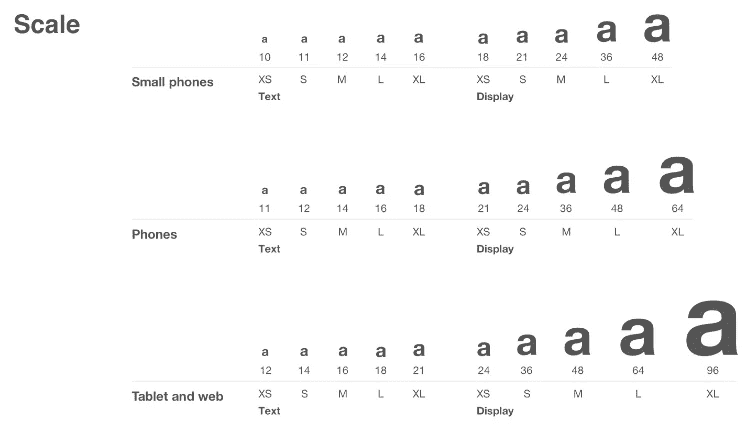 Scale
a a a a a a a a a a
10 11 12 14 16 18 21 24 36 48
Small phones XS S M L XL XS S M L XL
Text Display
a a a a a a a a a a
11 12 14 16 18 21 24 36 48 64
Phones XS S M L XL XS S M L XL
Text Display
a a a a a a a a a a
12 14 16 18 21 24 36 48 64 96
Tablet and web XS S M L XL XS S M L XL
Text Display